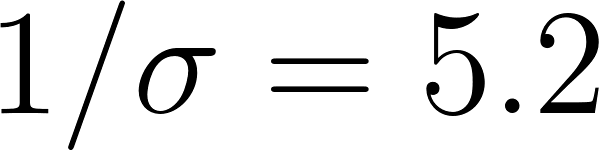 1/σ = 5.2